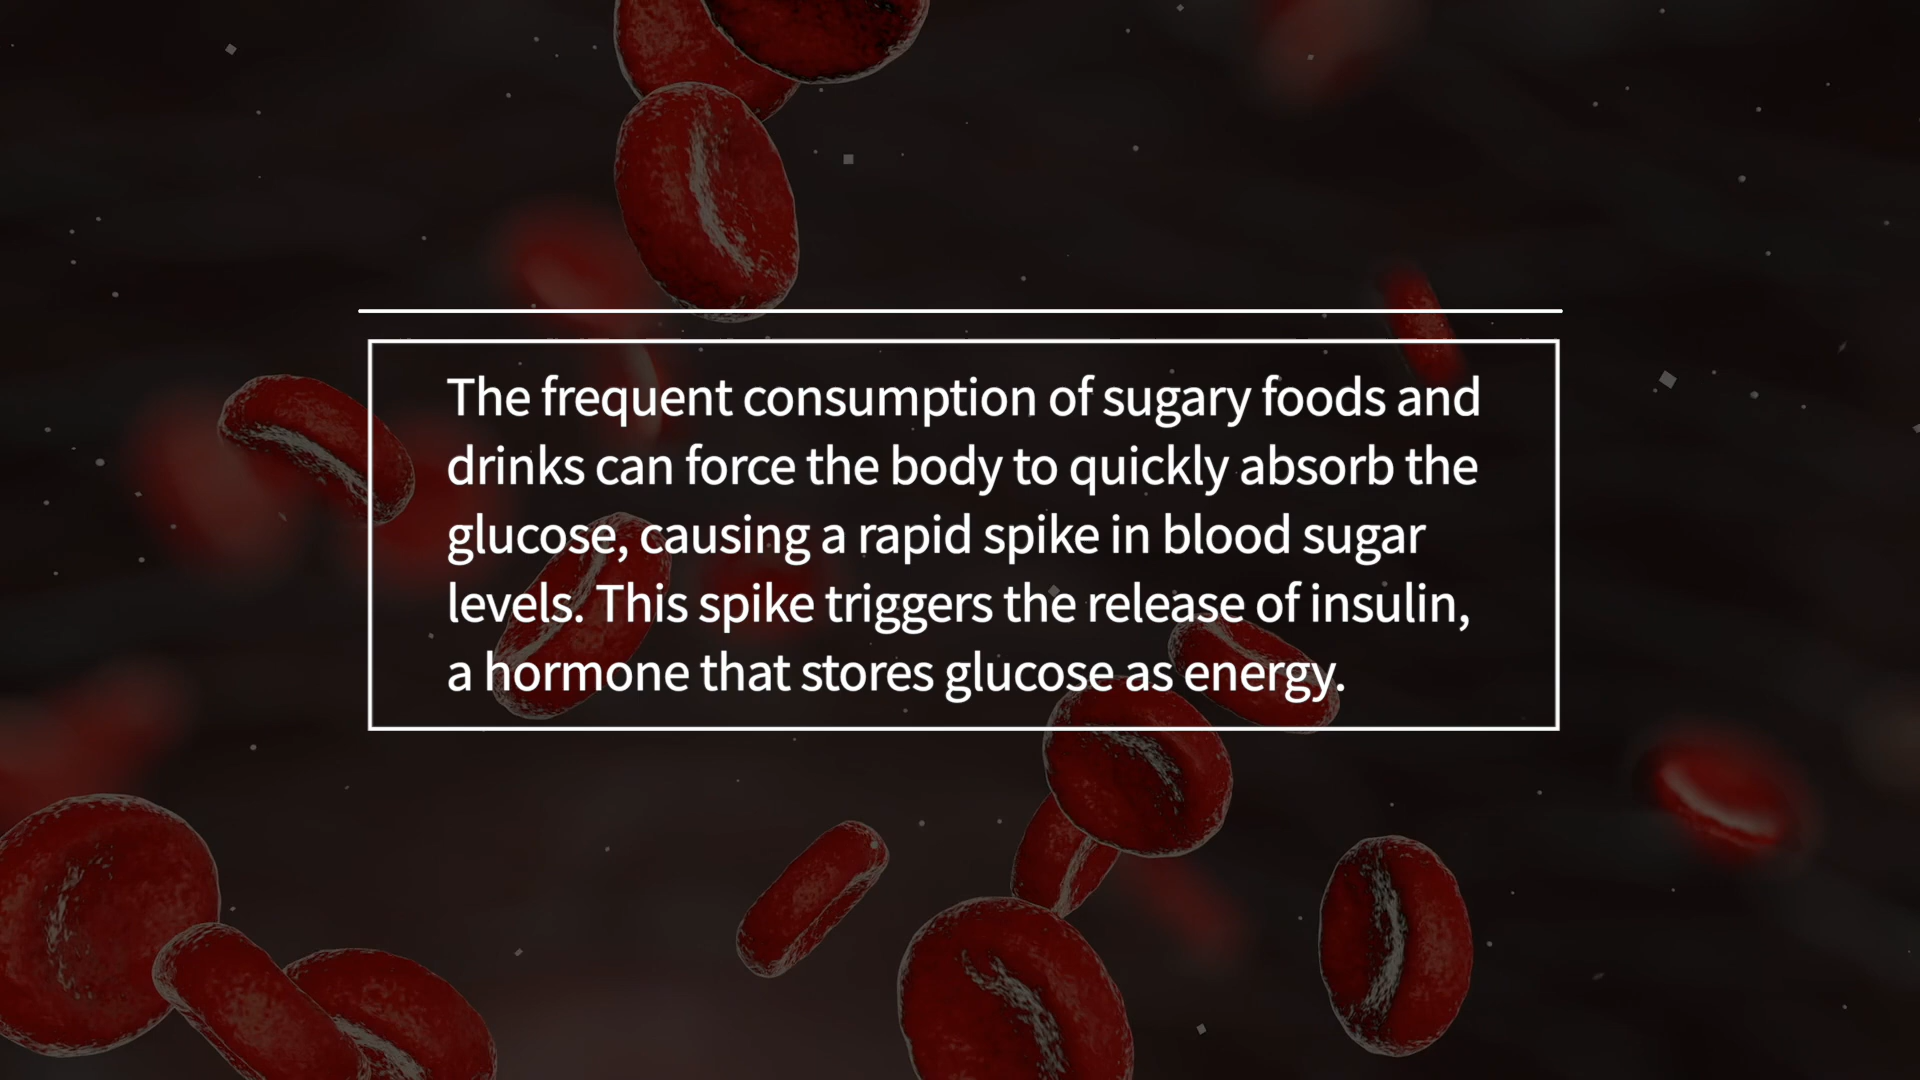 The frequent consumption of sugary foods and
drinks can force the body to quickly absorb the
glucose, causing a rapid spike in blood sugar
levels. This spike triggers the release of insulin,
a hormone that stores glucose as energy.